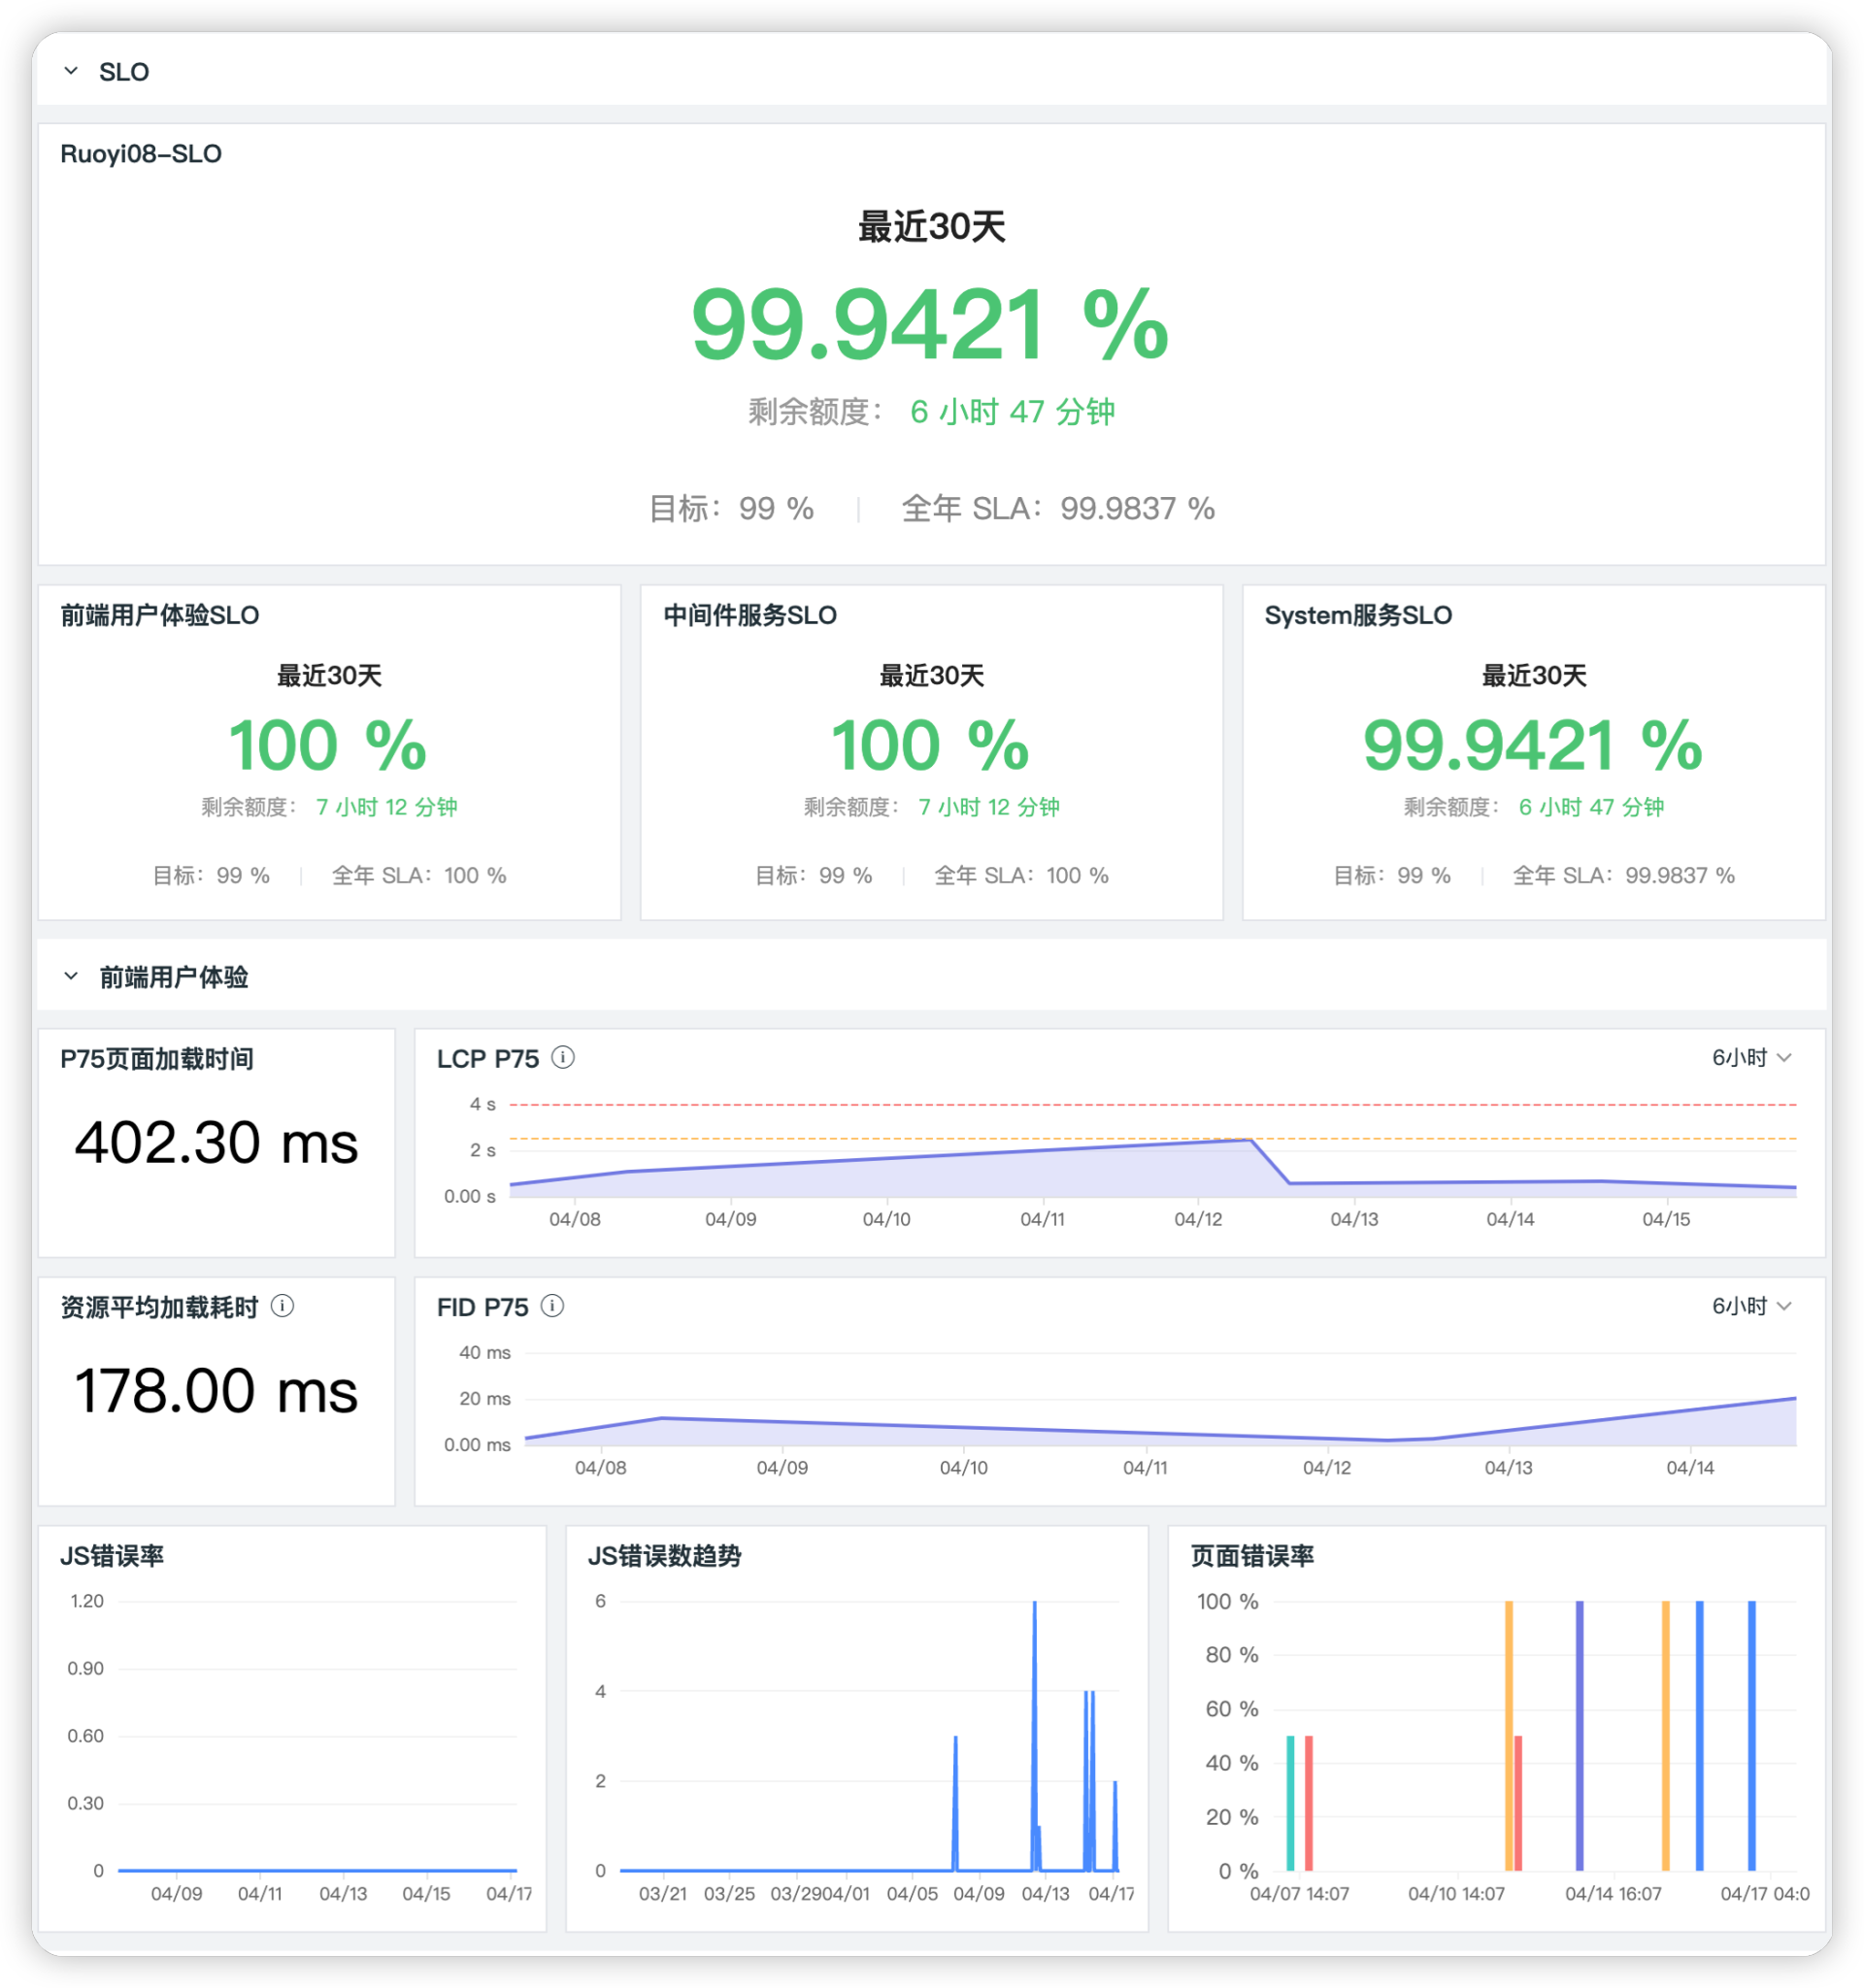 SLO
Ruoyi08-SLO
最近30天
99.9421 %
剩余额度： 6 小时 47 分钟
目标：99 % 全年 SLA：99.9837 %
前端用户体验SLO
最近30天
100 %
剩余额度： 7 小时 12 分钟
目标：99 % 全年 SLA：100 %
中间件服务SLO
最近30天
100 %
剩余额度： 7 小时 12 分钟
目标：99 % 全年 SLA：100 %
System服务SLO
最近30天
99.9421 %
剩余额度： 6 小时 47 分钟
目标：99 % 全年 SLA：99.9837 %
前端用户体验
P75页面加载时间
402.30 ms
LCP P75
6小时
4 s
2 s
0.00 s
04/08 04/09 04/10 04/11 04/12 04/13 04/14 04/15
资源平均加载耗时
178.00 ms
FID P75
6小时
40 ms
20 ms
0.00 ms
04/08 04/09 04/10 04/11 04/12 04/13 04/14
JS错误率
1.20
0.90
0.60
0.30
0
04/09 04/11 04/13 04/15 04/17
JS错误数趋势
6
4
2
0
03/21 03/25 03/29 04/01 04/05 04/09 04/13 04/17
页面错误率
100 %
80 %
60 %
40 %
20 %
0 %
04/07 14:07 04/10 14:07 04/14 16:07 04/17 04:0